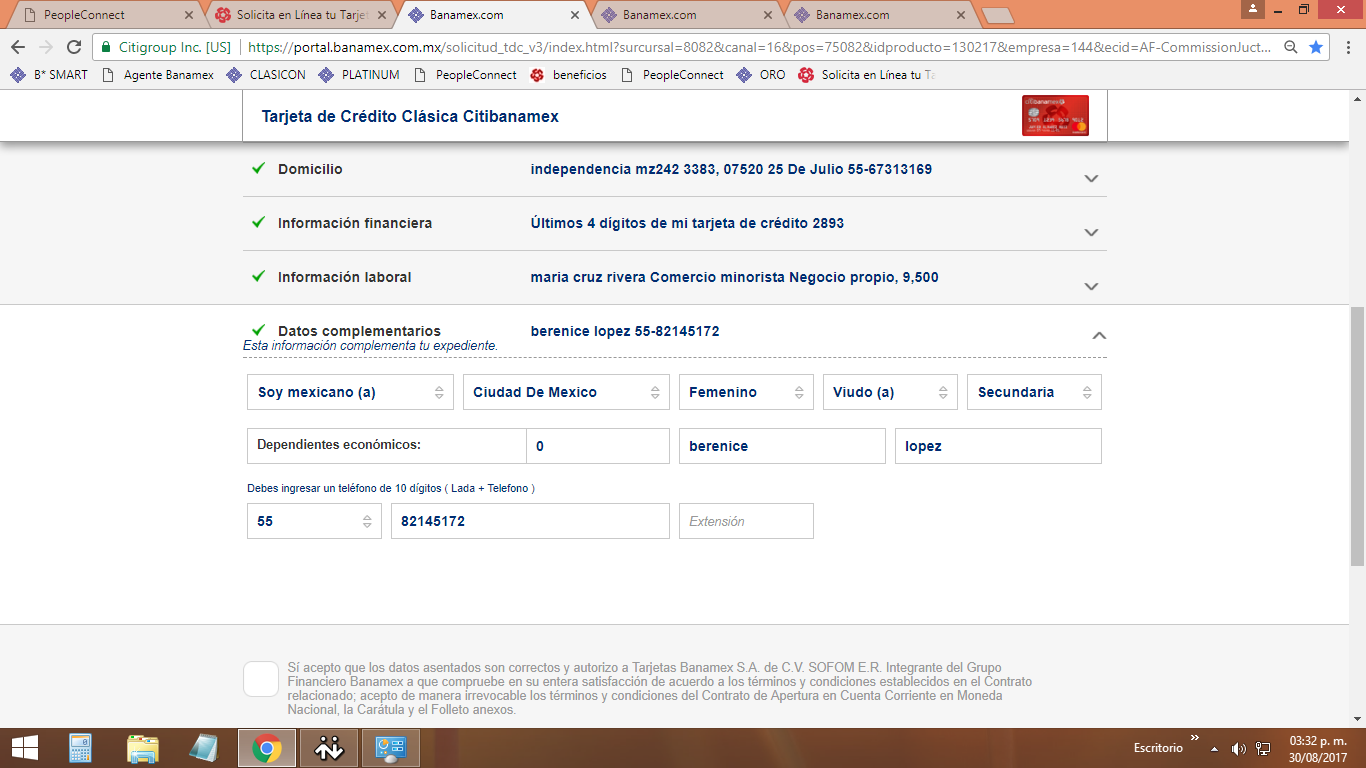 PeopleConnect
Solicita en Línea tu Tarjet
Banamex.com
Banamex.com
Banamex.com
Citigroup Inc. [US]
https://portal.banamex.com.mx/solicitud_tdc_v3/index.html?surcursal=8082&canal=16&pos=75082&idproducto=130217&empresa=144&ecid=AF-CommissionJuct...
B* SMART
Agente Banamex
CLASICON
PLATINUM
PeopleConnect
beneficios
PeopleConnect
ORO
Solicita en Línea tu Ta
Tarjeta de Crédito Clásica Citibanamex
Domicilio
independencia mz242 3383, 07520 25 De Julio 55-67313169
Información financiera
Últimos 4 dígitos de mi tarjeta de crédito 2893
Información laboral
maria cruz rivera Comercio minorista Negocio propio, 9,500
Datos complementarios
berenice lopez 55-82145172
Esta información complementa tu expediente.
Soy mexicano (a)
Ciudad De Mexico
Femenino
Viudo (a)
Secundaria
Dependientes económicos:
0
berenice
lopez
Debes ingresar un teléfono de 10 dígitos ( Lada + Telefono )
55
82145172
Extensión
Sí acepto que los datos asentados son correctos y autorizo a Tarjetas Banamex S.A. de C.V. SOFOM E.R. Integrante del Grupo
Financiero Banamex a que compruebe en su entera satisfacción de acuerdo a los términos y condiciones establecidos en el Contrato
relacionado; acepto de manera irrevocable los términos y condiciones del Contrato de Apertura en Cuenta Corriente en Moneda
Nacional, la Carátula y el Folleto anexos.
Escritorio
03:32 p. m.
30/08/2017